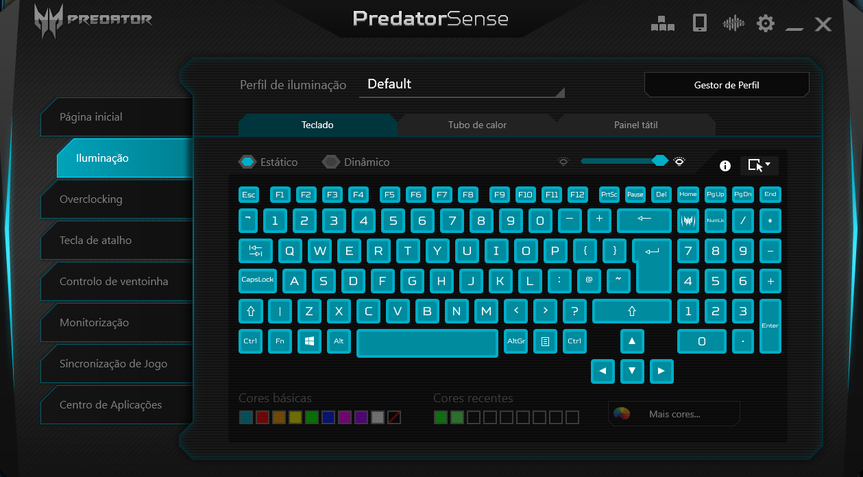 PREDATOR
PredatorSense
Perfil de iluminação Default Gestor de Perfil
Página inicial
Iluminação
Overclocking
Tecla de atalho
Controlo de ventoinha
Monitorização
Sincronização de Jogo
Centro de Aplicações
Teclado Tubo de calor Painel tátil
Estático Dinâmico
Esc F1 F2 F3 F4 F5 F6 F7 F8 F9 F10 F11 F12 PrtSc Pause Del Home PgUp PgDn End
¬ 1 2 3 4 5 6 7 8 9 0 − + ← NumLk / *
Q W E R T Y U I O P { } ↵ 7 8 9 −
CapsLock A S D F G H J K L : @ ~ 4 5 6 +
⇧ | Z X C V B N M < > ? ⇧ 1 2 3 Enter
Ctrl Fn Alt AltGr Ctrl ▲ 0 .
◄ ▼ ►
Cores básicas Cores recentes
Mais cores...